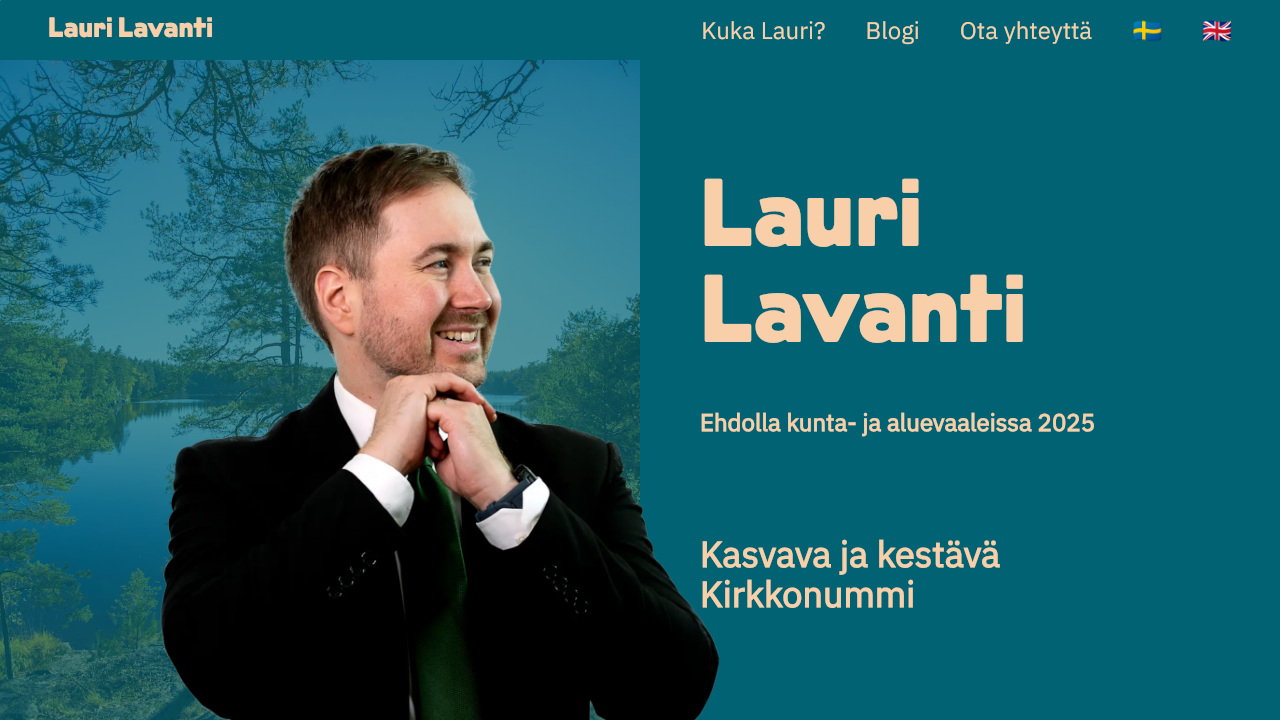 Lauri Lavanti
Kuka Lauri?
Blogi
Ota yhteyttä
Lauri
Lavanti
Ehdolla kunta- ja aluevaaleissa 2025
Kasvava ja kestävä
Kirkkonummi